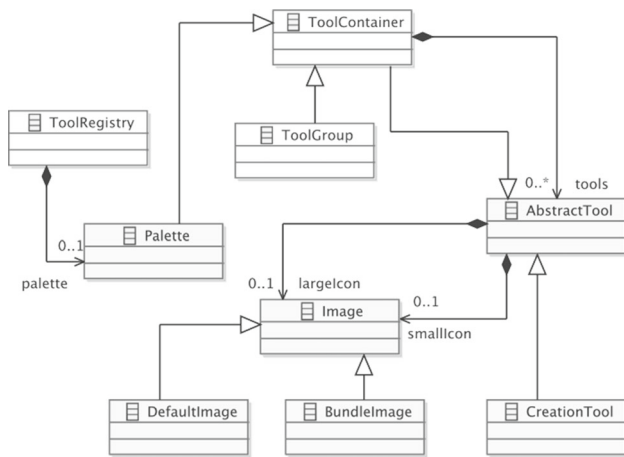 ToolContainer
ToolRegistry
ToolGroup
0..*
tools
AbstractTool
Palette
0..1
palette
0..1
largeIcon
0..1
smallIcon
Image
DefaultImage
BundleImage
CreationTool